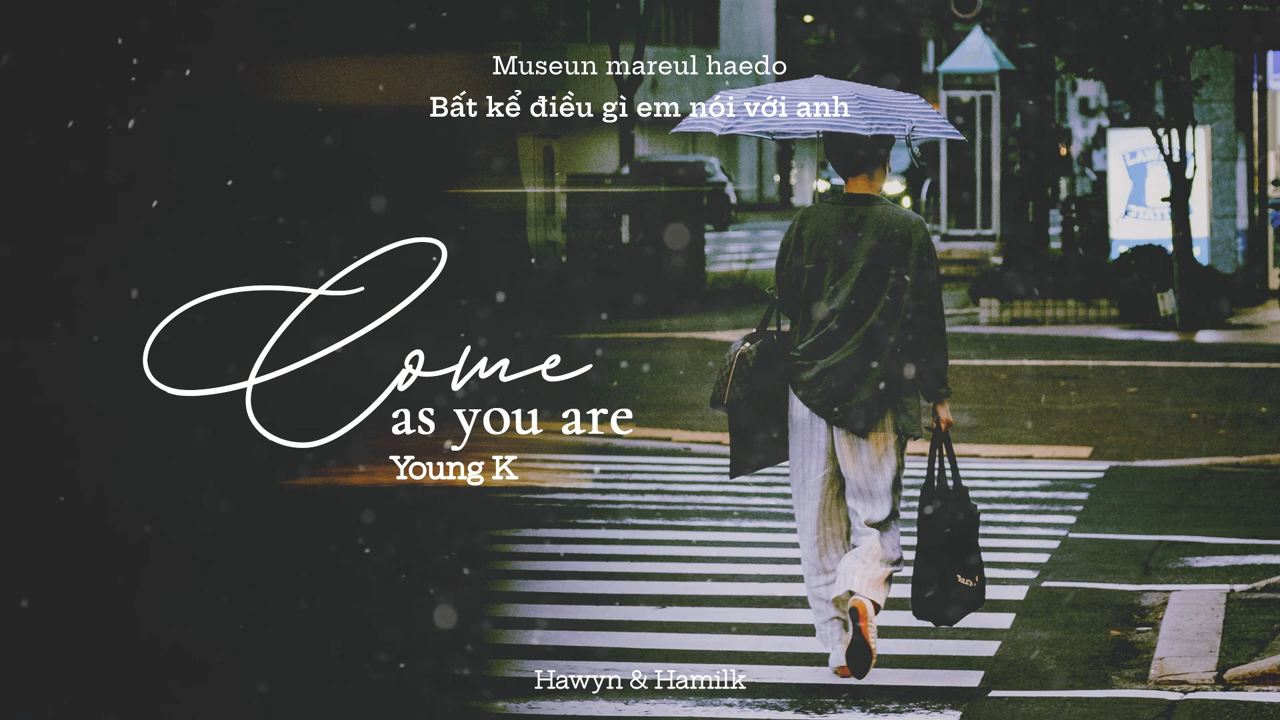 Museun mareul haedo
Bất kể điều gì em nói với anh
Come
as you are
Young K
Hawyn & Hamilk